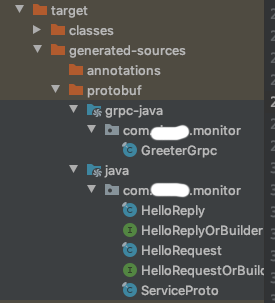 target
classes
generated-sources
annotations
protobuf
grpc-java
com. .monitor
GreeterGrpc
java
com. .monitor
HelloReply
HelloReplyOrBuilder
HelloRequest
HelloRequestOrBuil
ServiceProto